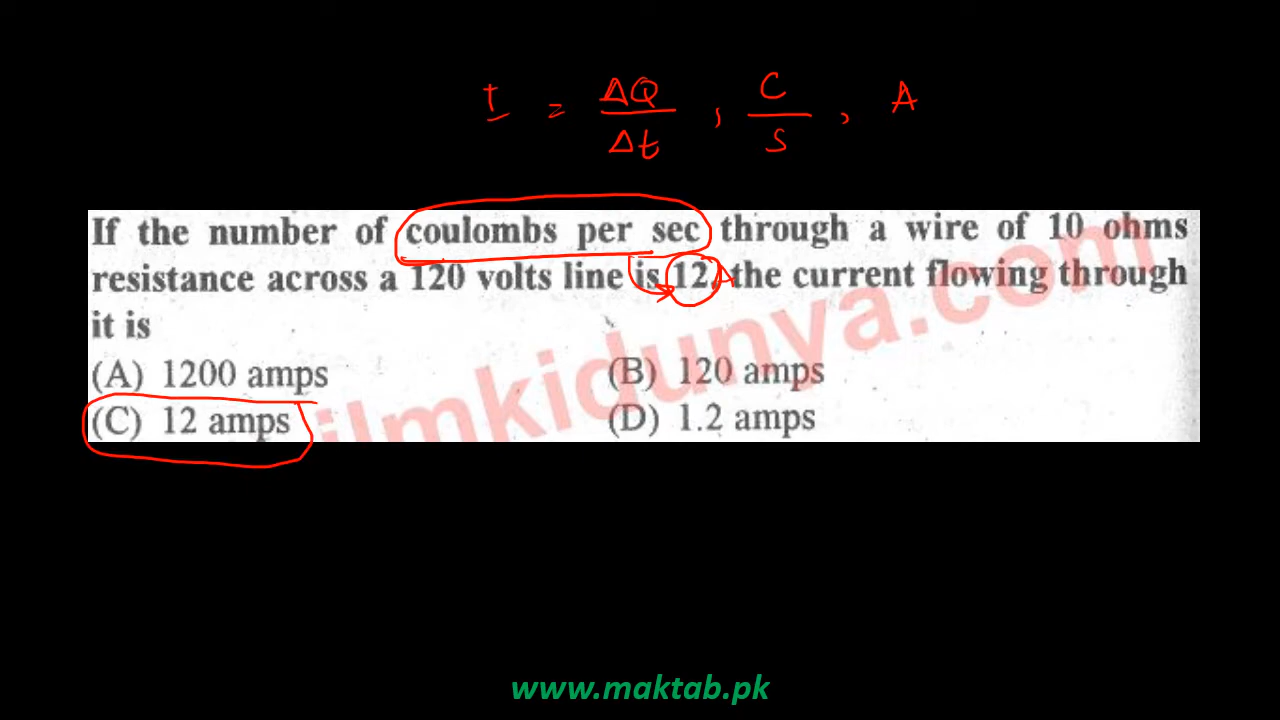 I = ΔQ/Δt , C/S , A
If the number of coulombs per sec through a wire of 10 ohms
resistance across a 120 volts line is 12, the current flowing through
it is
(A) 1200 amps (B) 120 amps
(C) 12 amps (D) 1.2 amps
ilmkidunya.com
www.maktab.pk